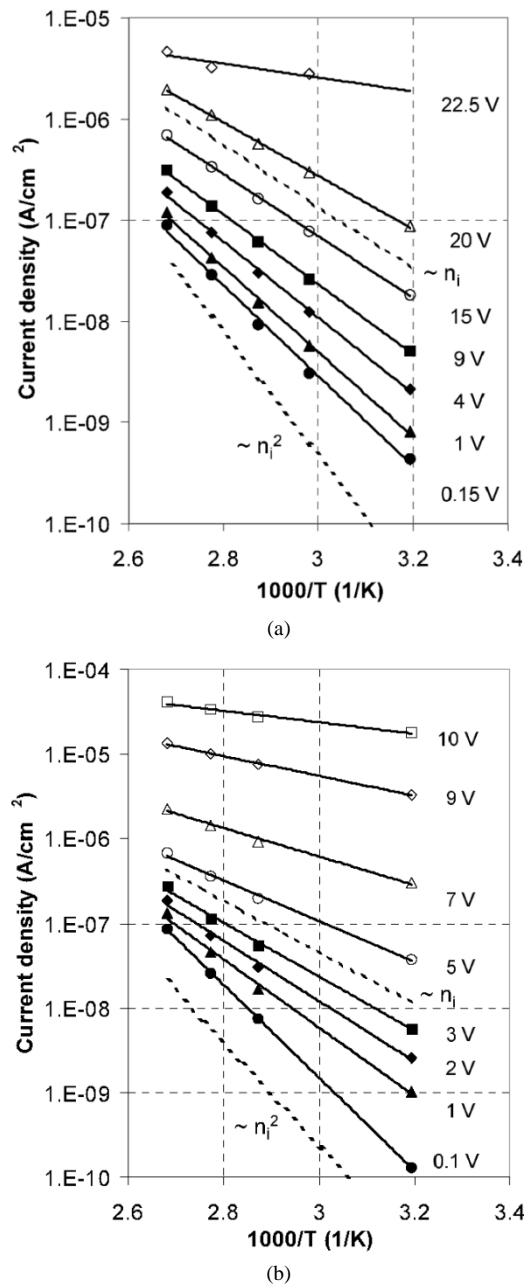 1.E-05
22.5 V
1.E-06
20 V
~ ni
1.E-07
15 V
9 V
1.E-08
4 V
1 V
1.E-09
~ ni²
0.15 V
1.E-10
Current density (A/cm ²)
2.6 2.8 3 3.2 3.4
1000/T (1/K)
(a)
1.E-04
10 V
1.E-05
9 V
1.E-06
7 V
5 V
1.E-07
~ ni
3 V
1.E-08
2 V
1 V
1.E-09
~ ni²
0.1 V
1.E-10
Current density (A/cm ²)
2.6 2.8 3 3.2 3.4
1000/T (1/K)
(b)